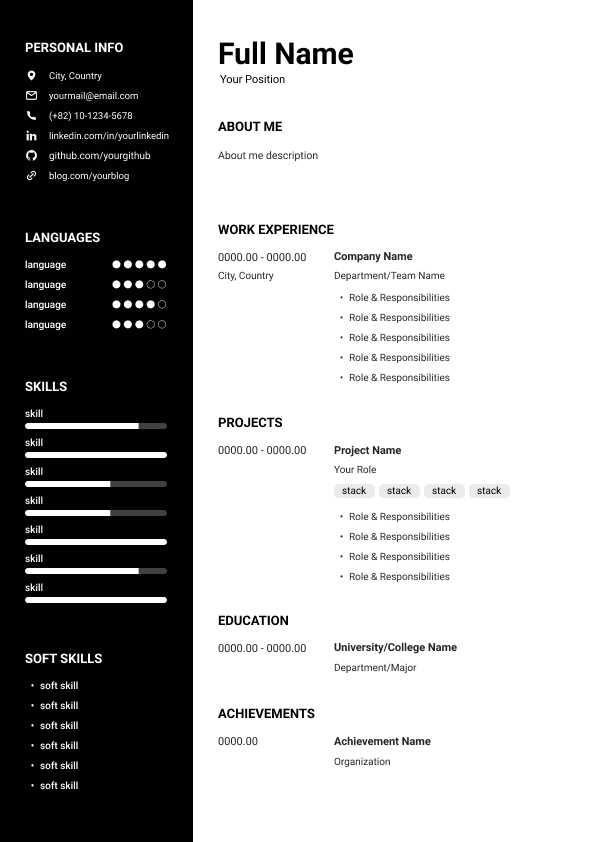 PERSONAL INFO
City, Country
yourmail@email.com
(+82) 10-1234-5678
linkedin.com/in/yourlinkedin
github.com/yourgithub
blog.com/yourblog
LANGUAGES
language
language
language
language
SKILLS
skill
skill
skill
skill
skill
skill
skill
SOFT SKILLS
• soft skill
• soft skill
• soft skill
• soft skill
• soft skill
• soft skill
Full Name
Your Position
ABOUT ME
About me description
WORK EXPERIENCE
0000.00 - 0000.00 Company Name
City, Country Department/Team Name
• Role & Responsibilities
• Role & Responsibilities
• Role & Responsibilities
• Role & Responsibilities
• Role & Responsibilities
PROJECTS
0000.00 - 0000.00 Project Name
Your Role
stack stack stack stack
• Role & Responsibilities
• Role & Responsibilities
• Role & Responsibilities
• Role & Responsibilities
EDUCATION
0000.00 - 0000.00 University/College Name
Department/Major
ACHIEVEMENTS
0000.00 Achievement Name
Organization